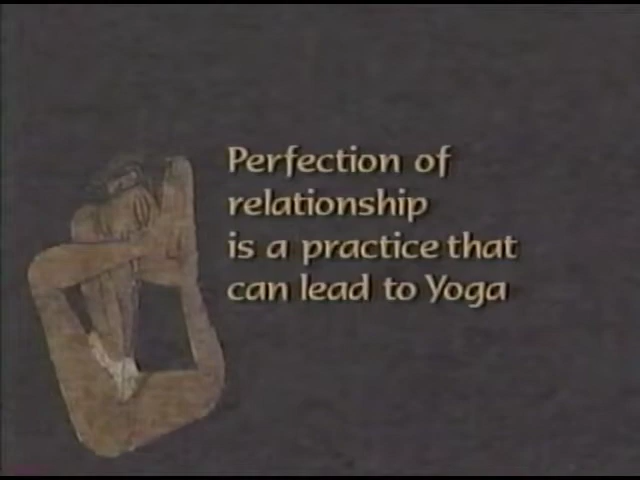 Perfection of
relationship
is a practice that
can lead to Yoga